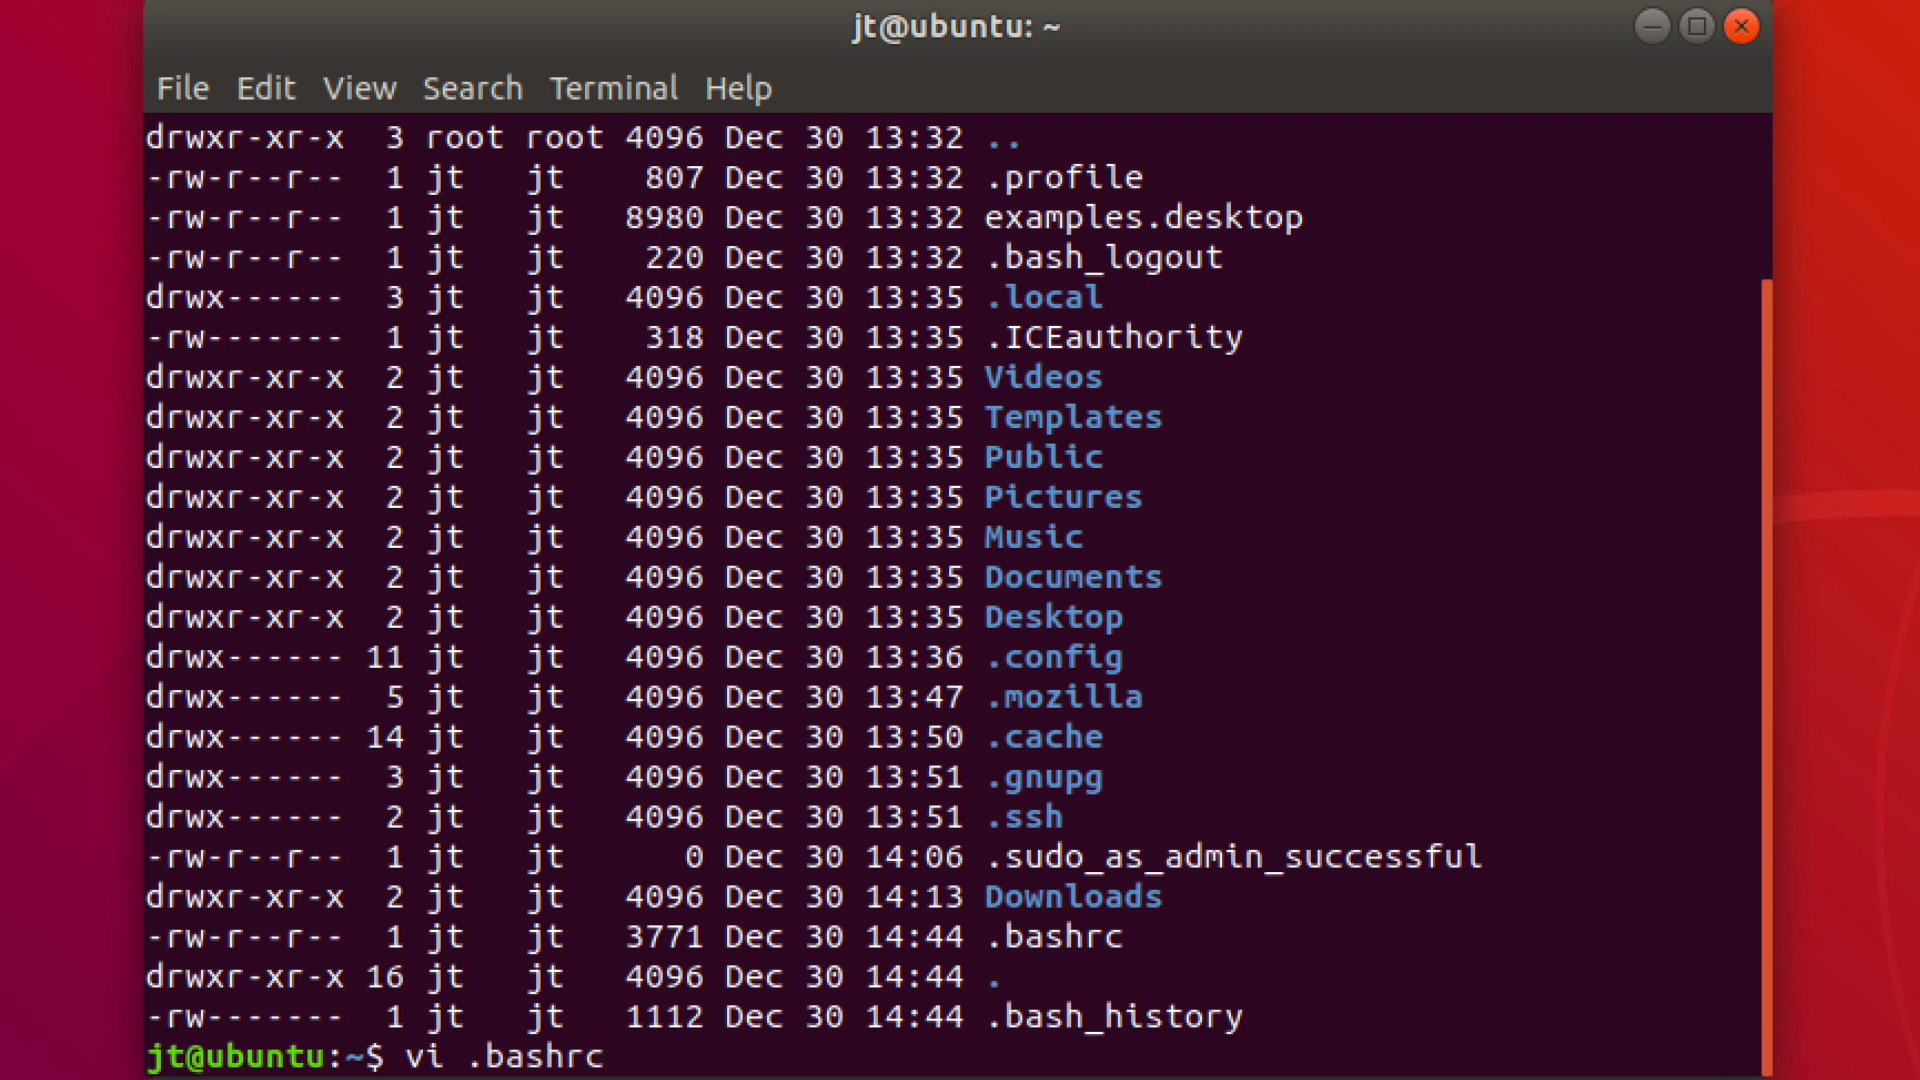 jt@ubuntu: ~
File Edit View Search Terminal Help
drwxr-xr-x  3 root root 4096 Dec 30 13:32 ..
-rw-r--r--  1 jt   jt    807 Dec 30 13:32 .profile
-rw-r--r--  1 jt   jt   8980 Dec 30 13:32 examples.desktop
-rw-r--r--  1 jt   jt    220 Dec 30 13:32 .bash_logout
drwx------  3 jt   jt   4096 Dec 30 13:35 .local
-rw-------  1 jt   jt    318 Dec 30 13:35 .ICEauthority
drwxr-xr-x  2 jt   jt   4096 Dec 30 13:35 Videos
drwxr-xr-x  2 jt   jt   4096 Dec 30 13:35 Templates
drwxr-xr-x  2 jt   jt   4096 Dec 30 13:35 Public
drwxr-xr-x  2 jt   jt   4096 Dec 30 13:35 Pictures
drwxr-xr-x  2 jt   jt   4096 Dec 30 13:35 Music
drwxr-xr-x  2 jt   jt   4096 Dec 30 13:35 Documents
drwxr-xr-x  2 jt   jt   4096 Dec 30 13:35 Desktop
drwx------ 11 jt   jt   4096 Dec 30 13:36 .config
drwx------  5 jt   jt   4096 Dec 30 13:47 .mozilla
drwx------ 14 jt   jt   4096 Dec 30 13:50 .cache
drwx------  3 jt   jt   4096 Dec 30 13:51 .gnupg
drwx------  2 jt   jt   4096 Dec 30 13:51 .ssh
-rw-r--r--  1 jt   jt      0 Dec 30 14:06 .sudo_as_admin_successful
drwxr-xr-x  2 jt   jt   4096 Dec 30 14:13 Downloads
-rw-r--r--  1 jt   jt   3771 Dec 30 14:44 .bashrc
drwxr-xr-x 16 jt   jt   4096 Dec 30 14:44 .
-rw-------  1 jt   jt   1112 Dec 30 14:44 .bash_history
jt@ubuntu:~$ vi .bashrc